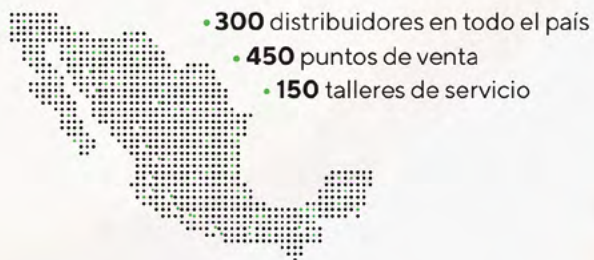 • 300 distribuidores en todo el país
• 450 puntos de venta
• 150 talleres de servicio